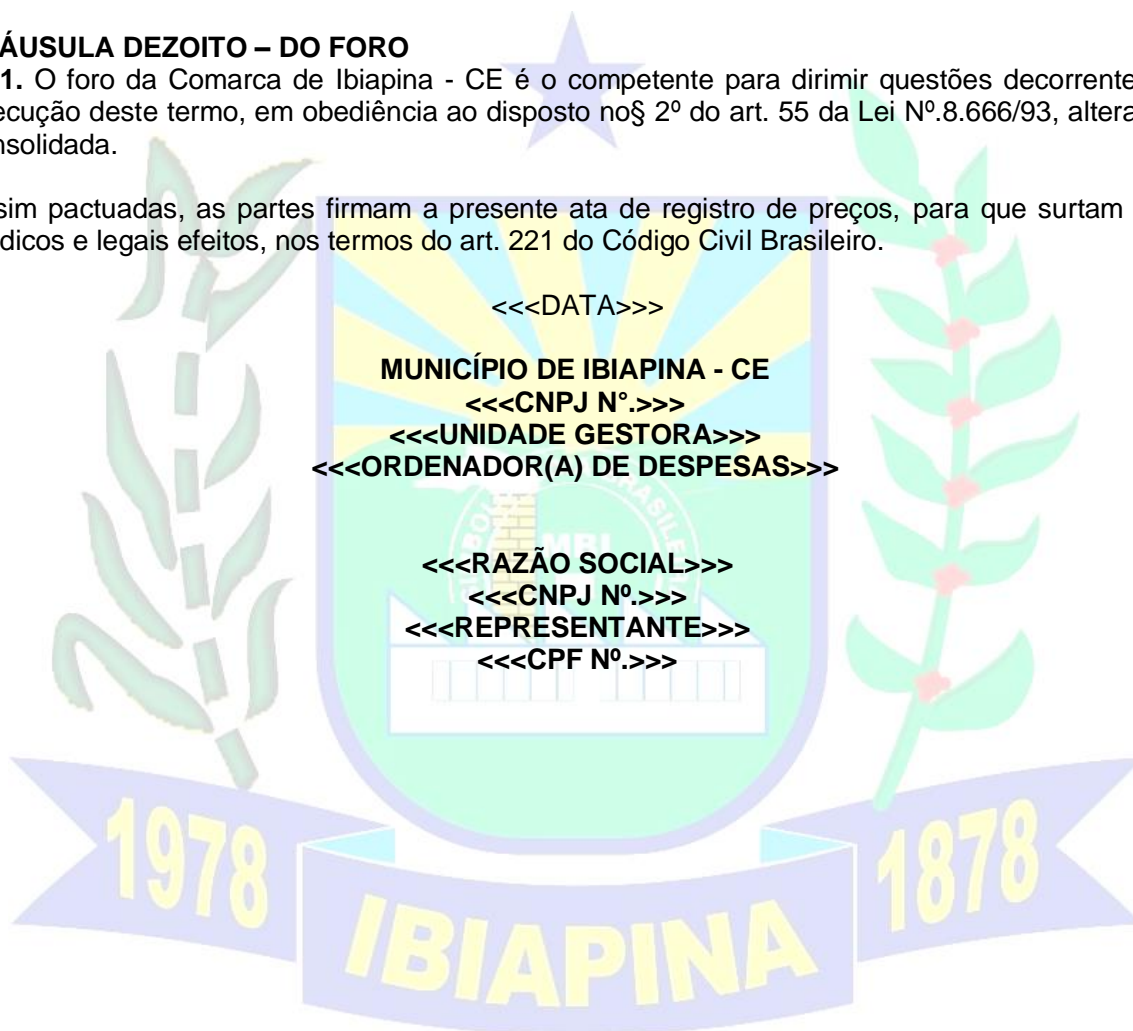 ÁUSULA DEZOITO – DO FORO
1. O foro da Comarca de Ibiapina - CE é o competente para dirimir questões decorrente
ecução deste termo, em obediência ao disposto no§ 2º do art. 55 da Lei Nº.8.666/93, altera
nsolidada.
sim pactuadas, as partes firmam a presente ata de registro de preços, para que surtam
dicos e legais efeitos, nos termos do art. 221 do Código Civil Brasileiro.
<<<DATA>>>
MUNICÍPIO DE IBIAPINA - CE
<<<CNPJ N°.>>>
<<<UNIDADE GESTORA>>>
<<<ORDENADOR(A) DE DESPESAS>>>
<<<RAZÃO SOCIAL>>>
<<<CNPJ Nº.>>>
<<<REPRESENTANTE>>>
<<<CPF Nº.>>>
1978
1878
IBIAPINA